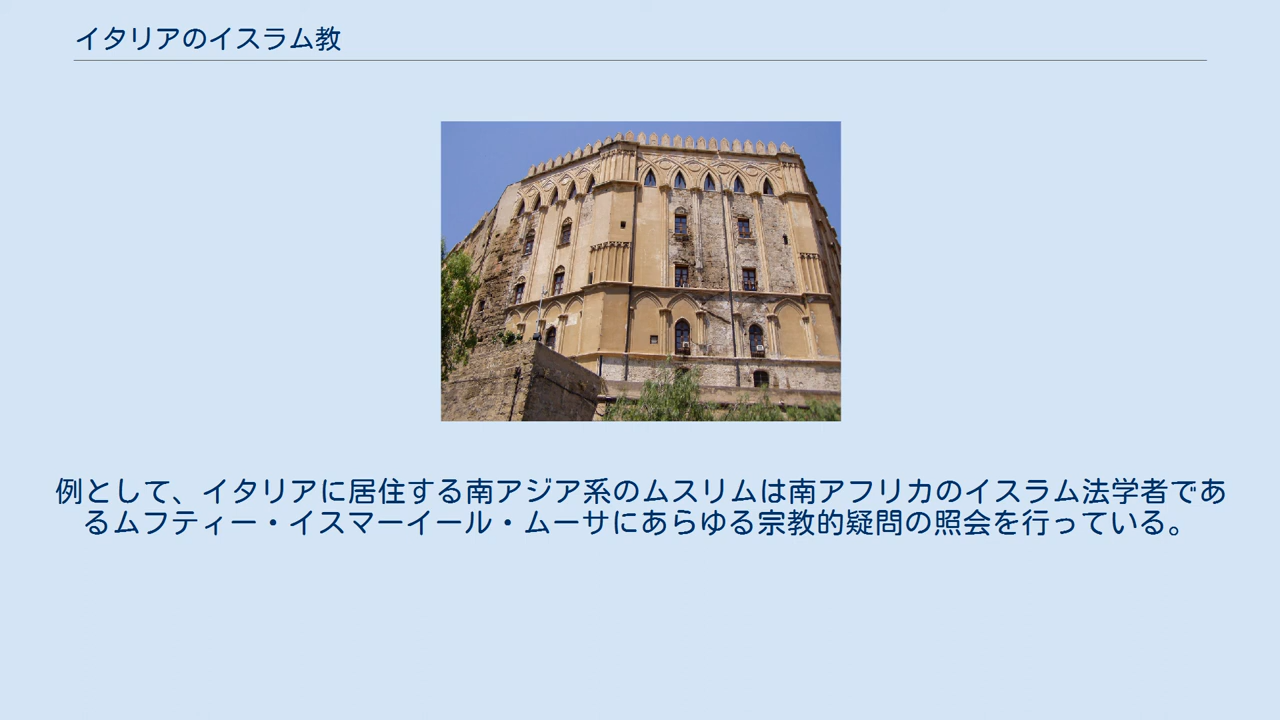 イタリアのイスラム教
例として、イタリアに居住する南アジア系のムスリムは南アフリカのイスラム法学者であ
るムフティー・イスマーイール・ムーサにあらゆる宗教的疑問の照会を行っている。